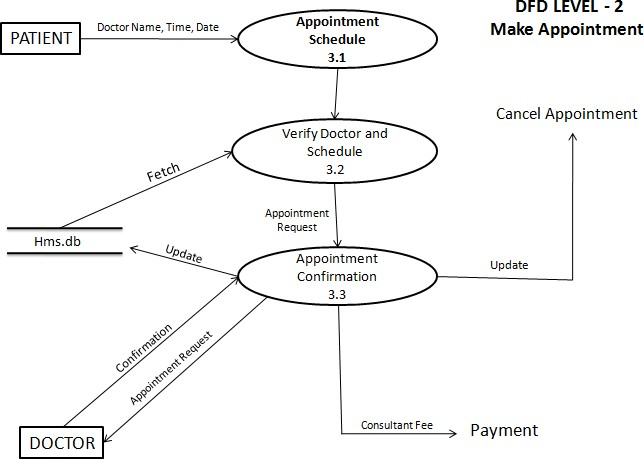 DFD LEVEL - 2
Make Appointment
PATIENT
Doctor Name, Time, Date
Appointment
Schedule
3.1
Cancel Appointment
Verify Doctor and
Schedule
3.2
Fetch
Appointment
Request
Hms.db
Update
Appointment
Confirmation
3.3
Update
Confirmation
Appointment Request
Consultant Fee
Payment
DOCTOR